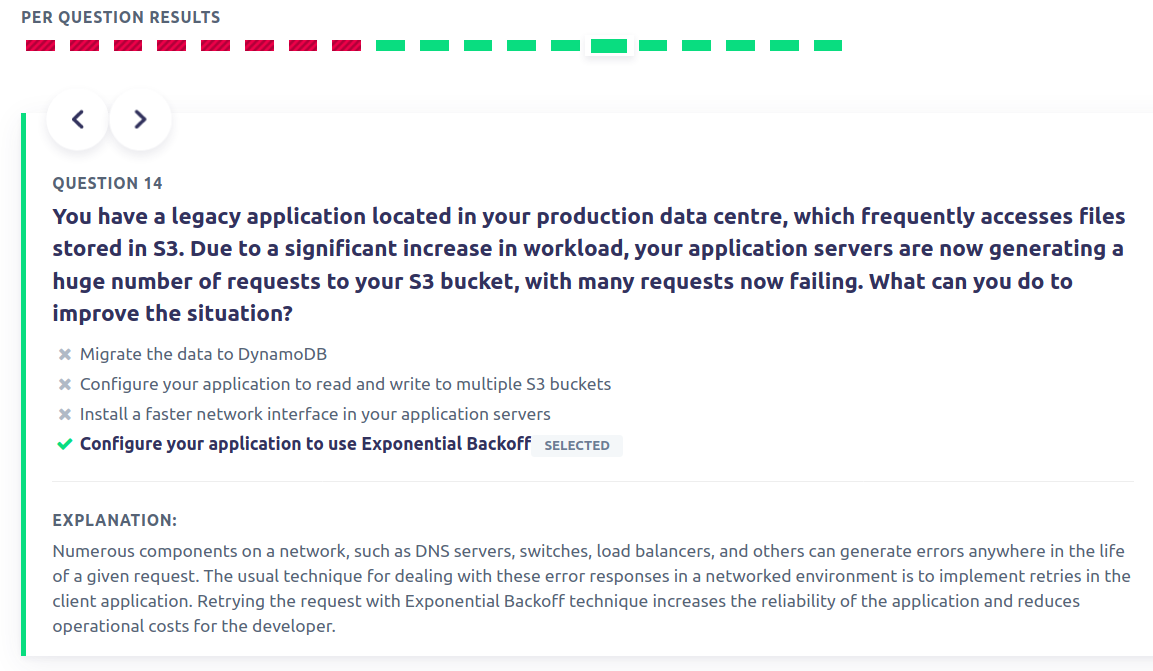 PER QUESTION RESULTS
QUESTION 14
You have a legacy application located in your production data centre, which frequently accesses files
stored in S3. Due to a significant increase in workload, your application servers are now generating a
huge number of requests to your S3 bucket, with many requests now failing. What can you do to
improve the situation?
Migrate the data to DynamoDB
Configure your application to read and write to multiple S3 buckets
Install a faster network interface in your application servers
Configure your application to use Exponential Backoff SELECTED
EXPLANATION:
Numerous components on a network, such as DNS servers, switches, load balancers, and others can generate errors anywhere in the life
of a given request. The usual technique for dealing with these error responses in a networked environment is to implement retries in the
client application. Retrying the request with Exponential Backoff technique increases the reliability of the application and reduces
operational costs for the developer.